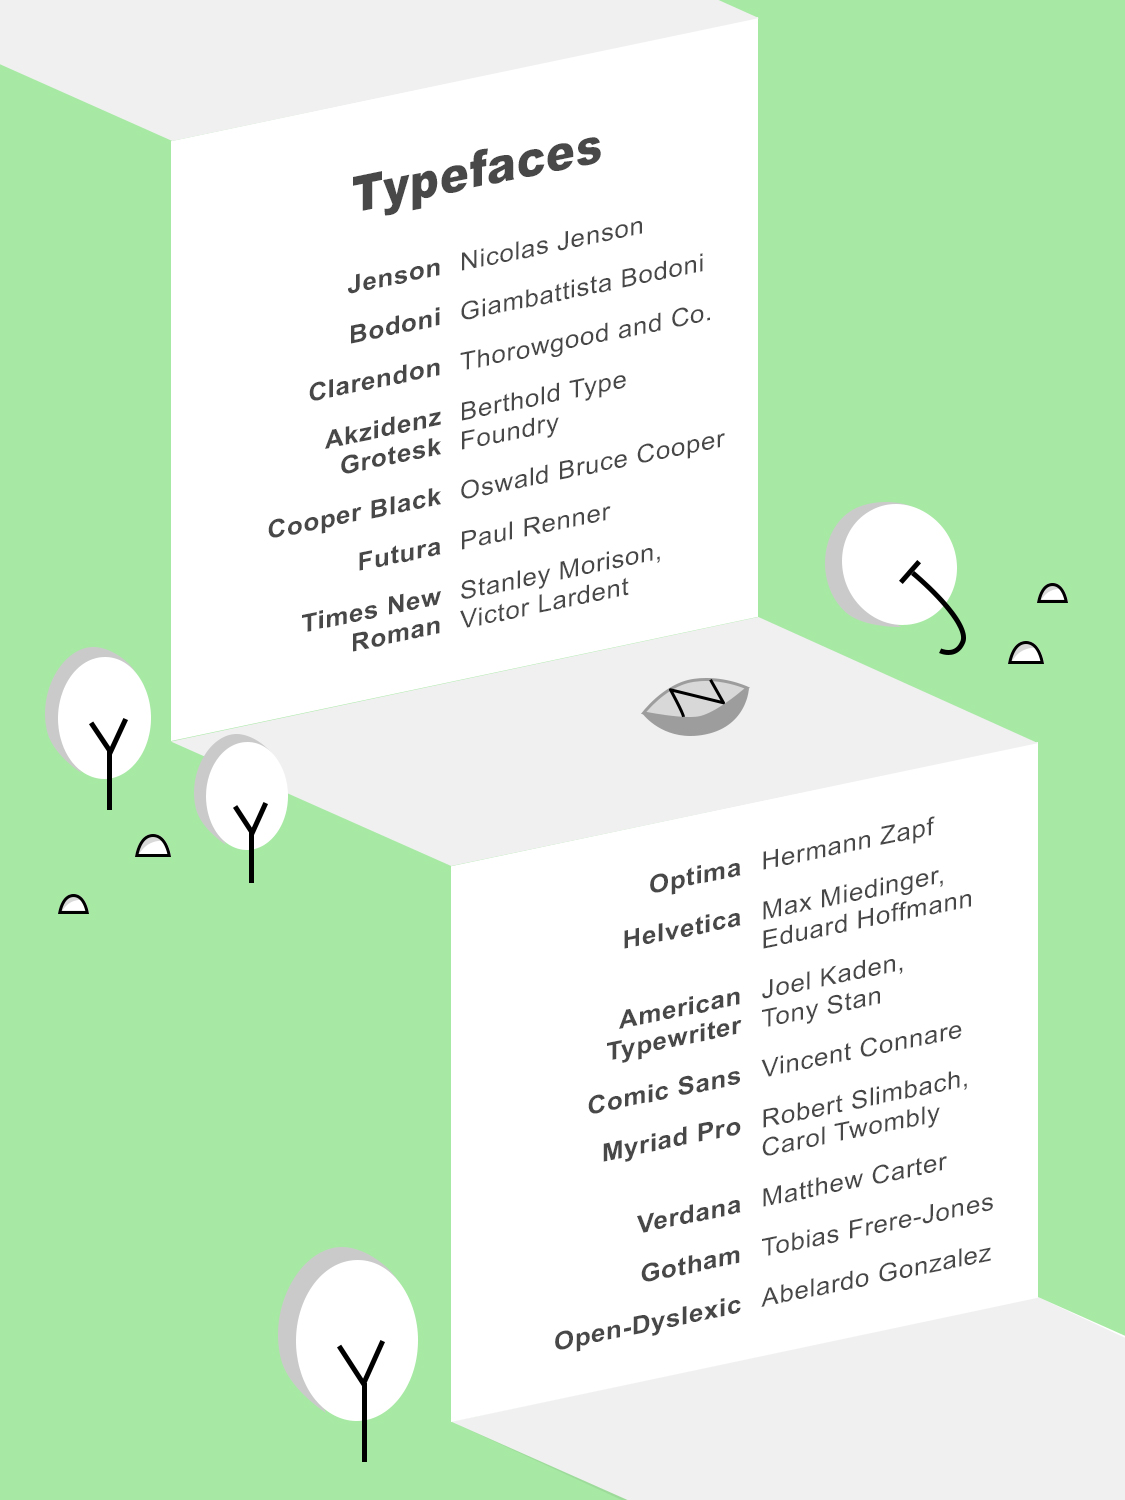 Typefaces
Jenson Nicolas Jenson
Bodoni Giambattista Bodoni
Clarendon Thorowgood and Co.
Akzidenz Berthold Type
Grotesk Foundry
Cooper Black Oswald Bruce Cooper
Futura Paul Renner
Times New Stanley Morison,
Roman Victor Lardent
Optima Hermann Zapf
Helvetica Max Miedinger,
Eduard Hoffmann
American Joel Kaden,
Typewriter Tony Stan
Comic Sans Vincent Connare
Myriad Pro Robert Slimbach,
Carol Twombly
Verdana Matthew Carter
Gotham Tobias Frere-Jones
Open-Dyslexic Abelardo Gonzalez